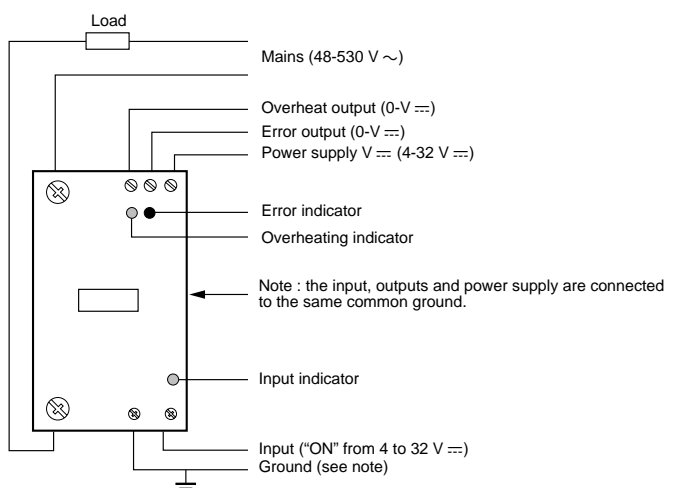 Load
Mains (48-530 V ∼)
Overheat output (0-V ⎓)
Error output (0-V ⎓)
Power supply V ⎓ (4-32 V ⎓)
Error indicator
Overheating indicator
Note : the input, outputs and power supply are connected
to the same common ground.
Input indicator
Input (“ON” from 4 to 32 V ⎓)
Ground (see note)